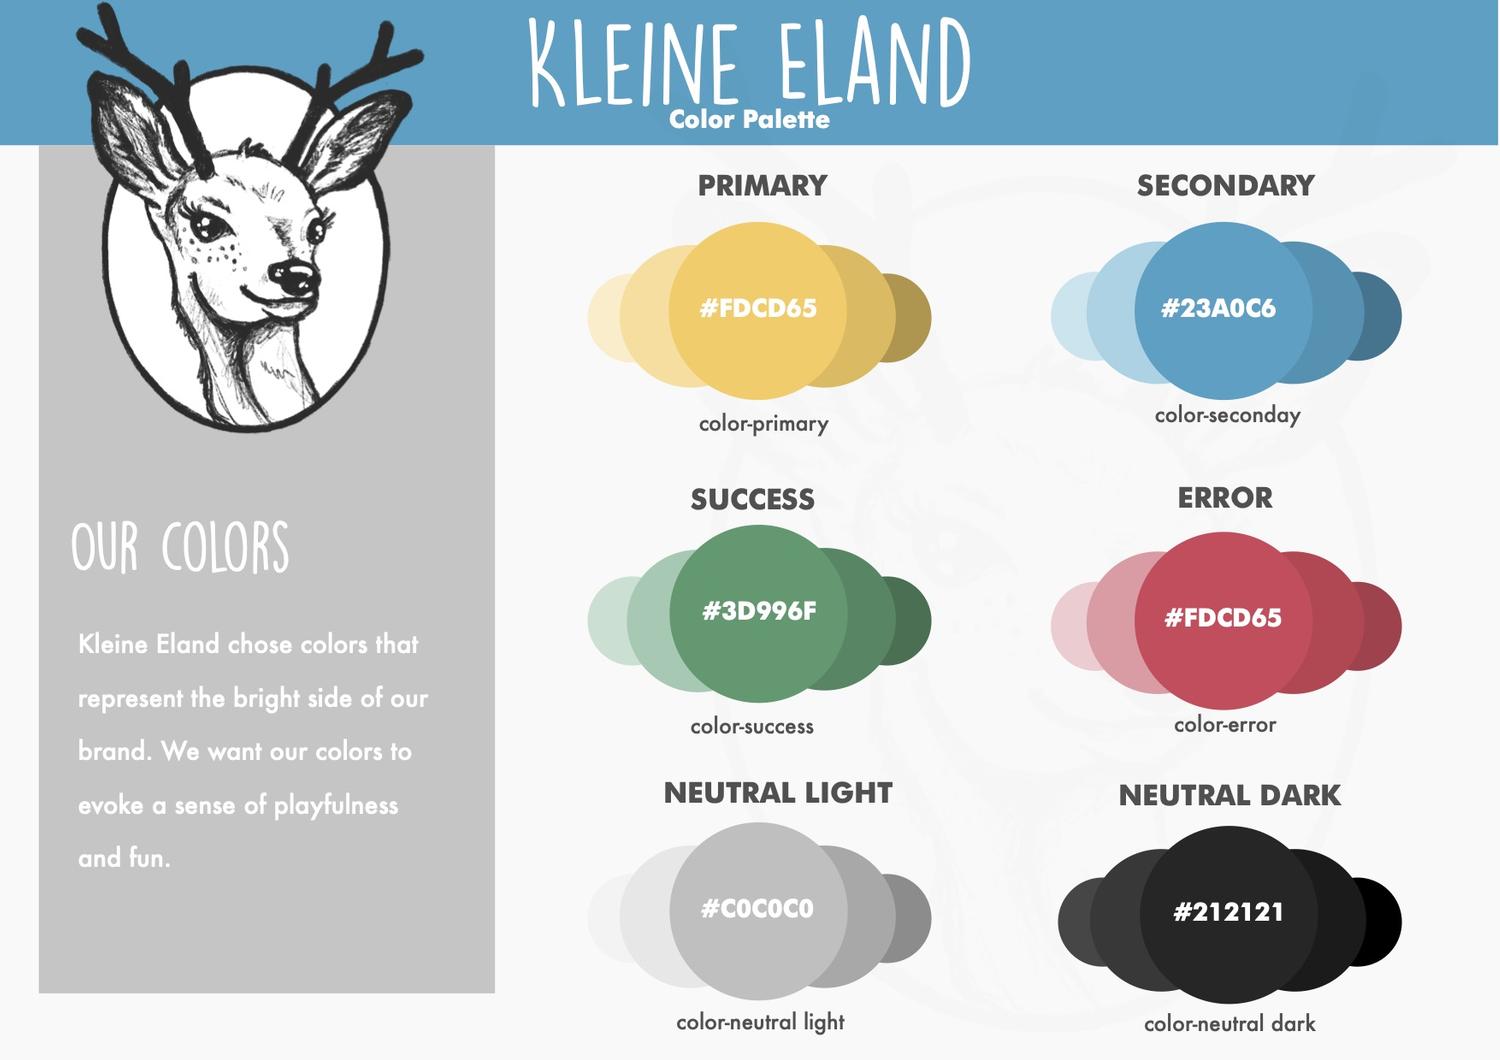 KLEINE ELAND
Color Palette
OUR COLORS
Kleine Eland chose colors that
represent the bright side of our
brand. We want our colors to
evoke a sense of playfulness
and fun.
PRIMARY
#FDCD65
color-primary
SECONDARY
#23A0C6
color-seconday
SUCCESS
#3D996F
color-success
ERROR
#FDCD65
color-error
NEUTRAL LIGHT
#C0C0C0
color-neutral light
NEUTRAL DARK
#212121
color-neutral dark